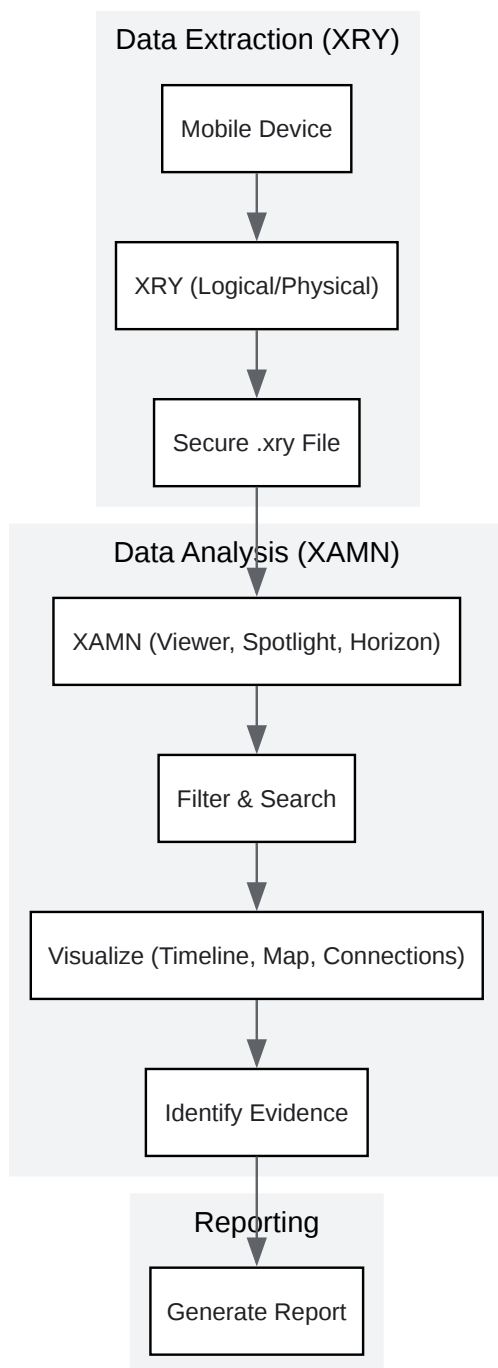 Data Extraction (XRY)
Mobile Device
XRY (Logical/Physical)
Secure .xry File
Data Analysis (XAMN)
XAMN (Viewer, Spotlight, Horizon)
Filter & Search
Visualize (Timeline, Map, Connections)
Identify Evidence
Reporting
Generate Report